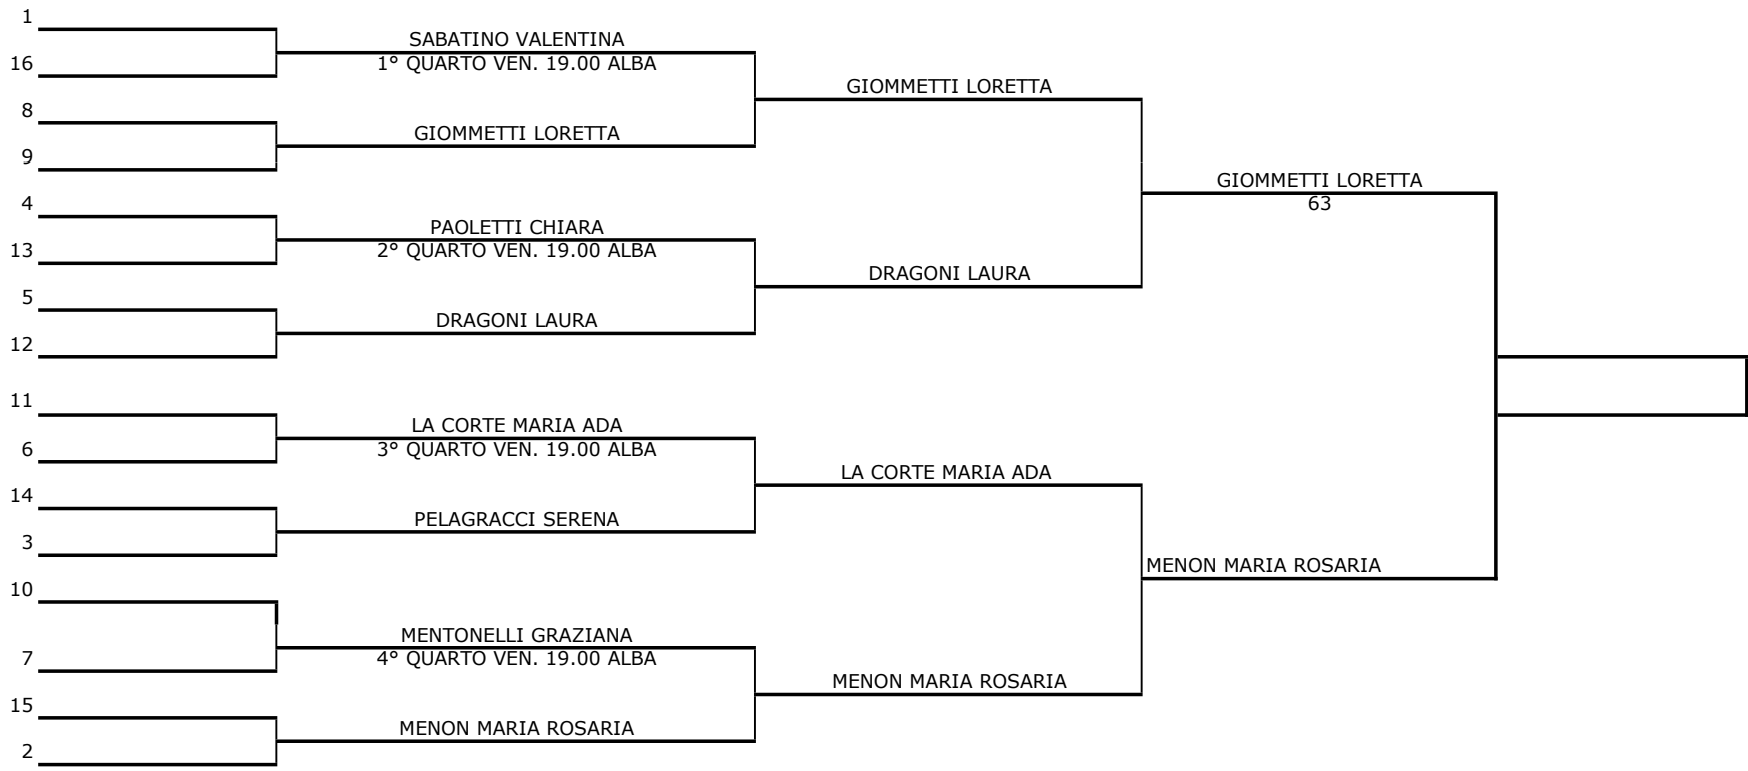 1
SABATINO VALENTINA
16
1° QUARTO VEN. 19.00 ALBA
GIOMMETTI LORETTA
8
GIOMMETTI LORETTA
9
GIOMMETTI LORETTA
4
63
PAOLETTI CHIARA
13
2° QUARTO VEN. 19.00 ALBA
DRAGONI LAURA
5
DRAGONI LAURA
12
11
LA CORTE MARIA ADA
6
3° QUARTO VEN. 19.00 ALBA
LA CORTE MARIA ADA
14
PELAGRACCI SERENA
3
MENON MARIA ROSARIA
10
MENTONELLI GRAZIANA
7
4° QUARTO VEN. 19.00 ALBA
MENON MARIA ROSARIA
15
MENON MARIA ROSARIA
2